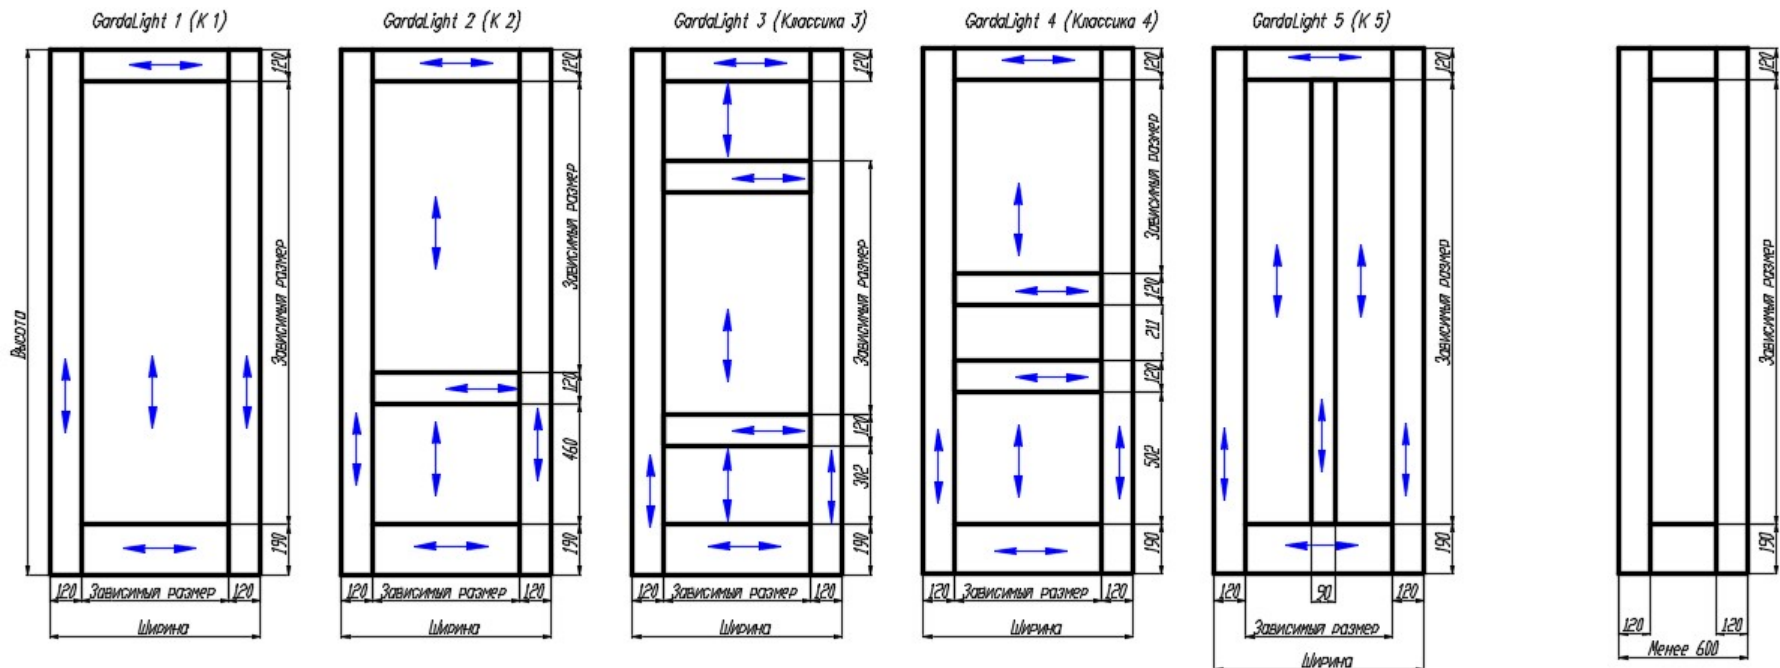 GardaLight 1 (К 1)
GardaLight 2 (К 2)
GardaLight 3 (Классика 3)
GardaLight 4 (Классика 4)
GardaLight 5 (К 5)
Высота
120
Зависимый размер
190
120 Зависимый размер 120
Ширина
120
Зависимый размер
120
460
190
120 Зависимый размер 120
Ширина
120
Зависимый размер
120
302
190
120 Зависимый размер 120
Ширина
120
Зависимый размер
120
211
120
502
190
120 Зависимый размер 120
Ширина
120
Зависимый размер
190
120 90 120
Зависимый размер
Ширина
120
Зависимый размер
190
120 120
Менее 600